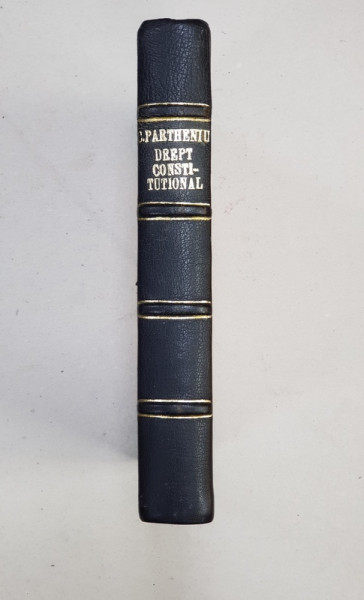 PARTHENIU
DREPT
CONSTI-
TUTIONAL